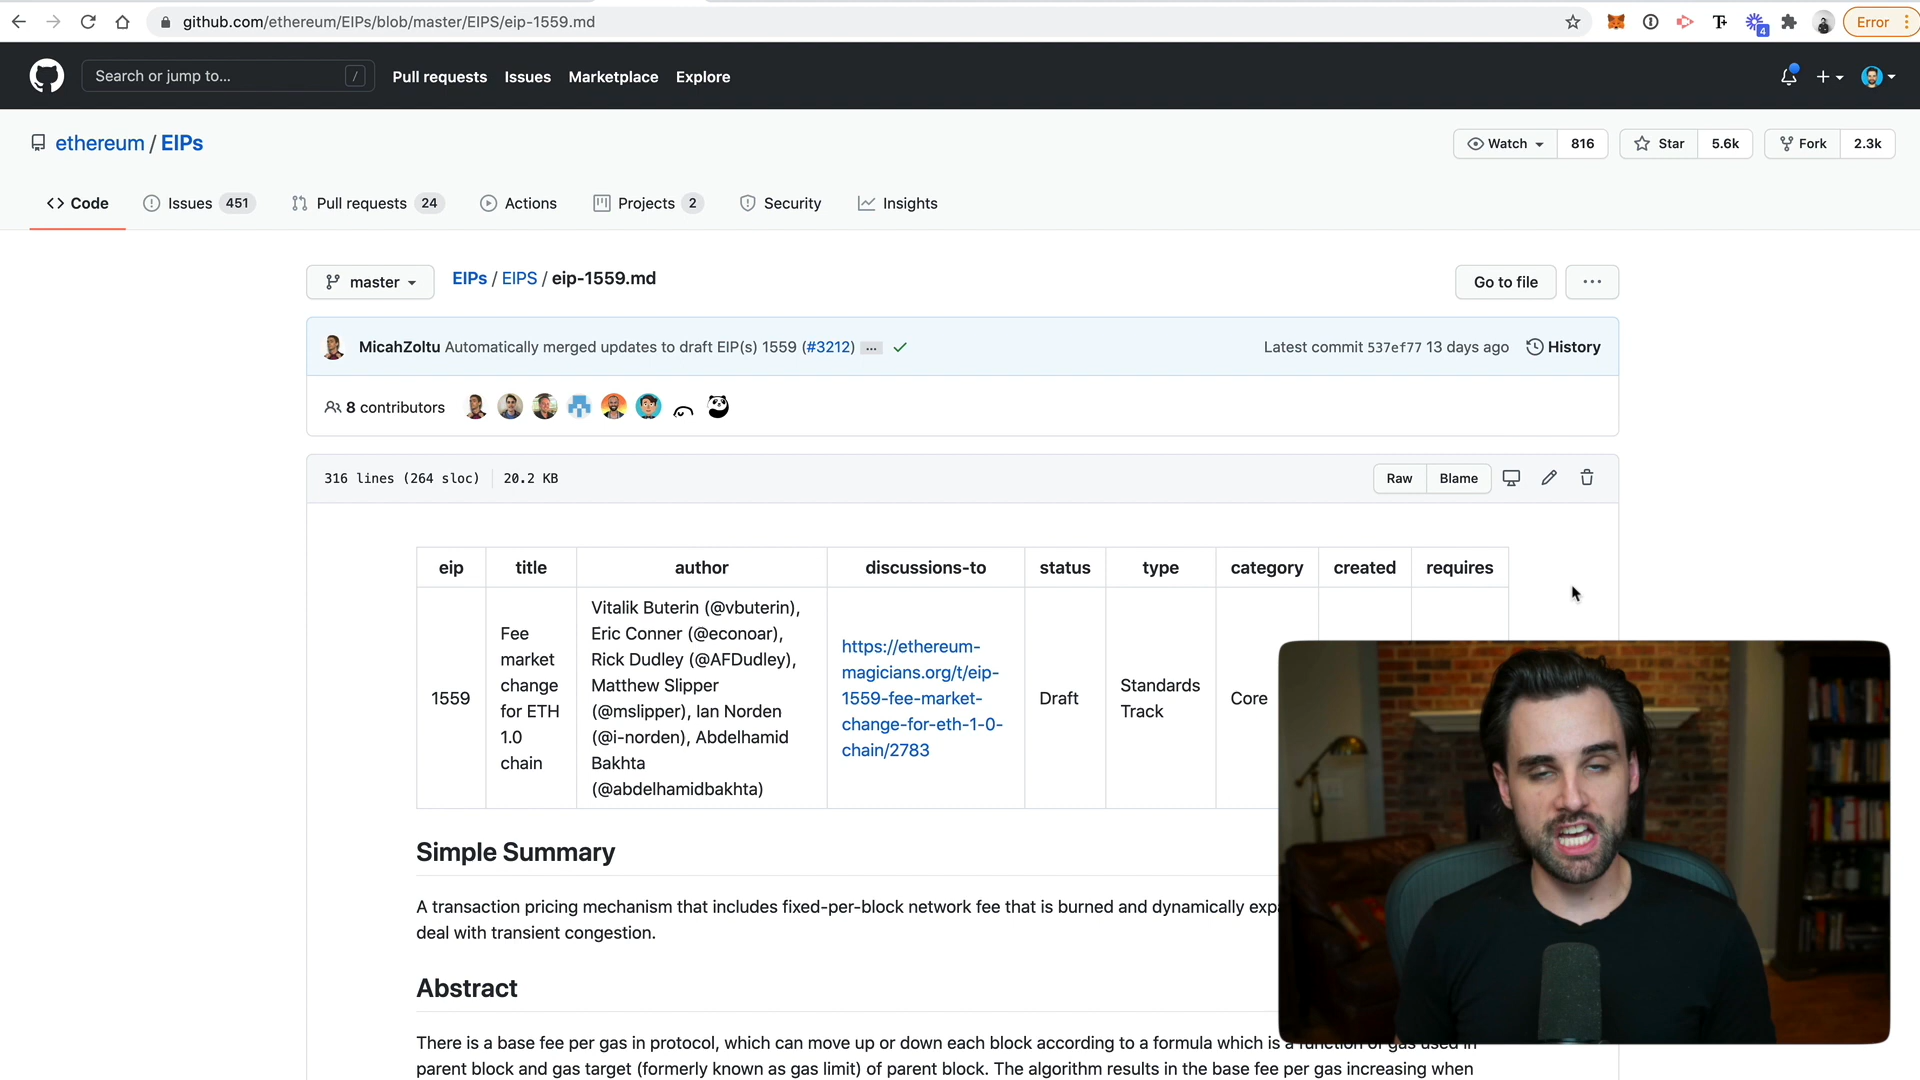 github.com/ethereum/EIPs/blob/master/EIPS/eip-1559.md
4
Error
Search or jump to...
/
Pull requests
Issues
Marketplace
Explore
ethereum / EIPs
Watch
816
Star
5.6k
Fork
2.3k
Code
Issues 451
Pull requests 24
Actions
Projects 2
Security
Insights
master
EIPs / EIPS / eip-1559.md
Go to file
...
MicahZoltu Automatically merged updates to draft EIP(s) 1559 (#3212) ...
Latest commit 537ef77 13 days ago
History
8 contributors
316 lines (264 sloc)
20.2 KB
Raw
Blame
eip
title
author
discussions-to
status
type
category
created
requires
1559
Fee
market
change
for ETH
1.0
chain
Vitalik Buterin (@vbuterin),
Eric Conner (@econoar),
Rick Dudley (@AFDudley),
Matthew Slipper
(@mslipper), Ian Norden
(@i-norden), Abdelhamid
Bakhta
(@abdelhamidbakhta)
https://ethereum-
magicians.org/t/eip-
1559-fee-market-
change-for-eth-1-0-
chain/2783
Draft
Standards
Track
Core
Simple Summary
A transaction pricing mechanism that includes fixed-per-block network fee that is burned and dynamically
deal with transient congestion.
Abstract
There is a base fee per gas in protocol, which can move up or down each block according to a formula which is a function of gas used in
parent block and gas target (formerly known as gas limit) of parent block. The algorithm results in the base fee per gas increasing when